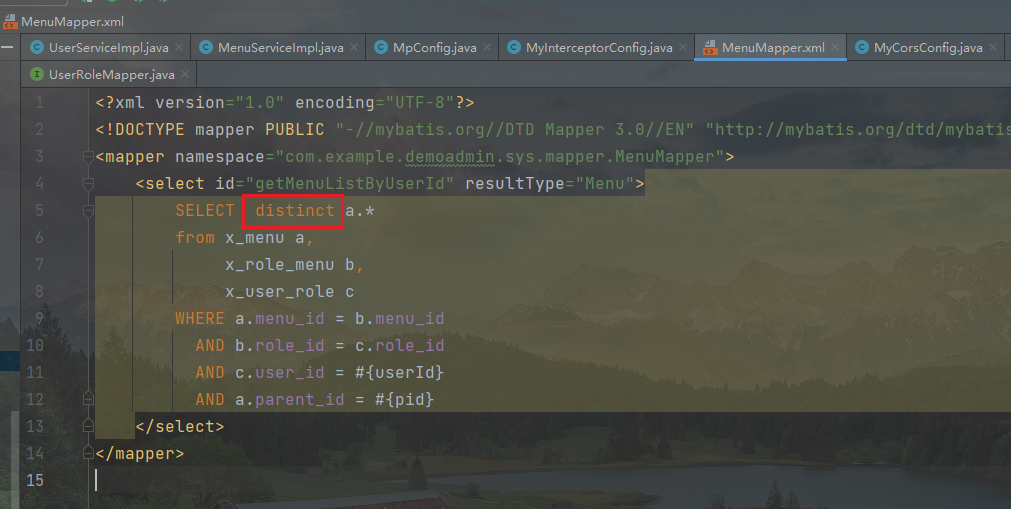 MenuMapper.xml
UserServiceImpl.java MenuServiceImpl.java MpConfig.java MyInterceptorConfig.java MenuMapper.xml MyCorsConfig.java
UserRoleMapper.java
1 <?xml version="1.0" encoding="UTF-8"?>
2 <!DOCTYPE mapper PUBLIC "-//mybatis.org//DTD Mapper 3.0//EN" "http://mybatis.org/dtd/mybatis
3 <mapper namespace="com.example.demoadmin.sys.mapper.MenuMapper">
4 <select id="getMenuListByUserId" resultType="Menu">
5 SELECT distinct a.*
6 from x_menu a,
7 x_role_menu b,
8 x_user_role c
9 WHERE a.menu_id = b.menu_id
10 AND b.role_id = c.role_id
11 AND c.user_id = #{userId}
12 AND a.parent_id = #{pid}
13 </select>
14 </mapper>
15